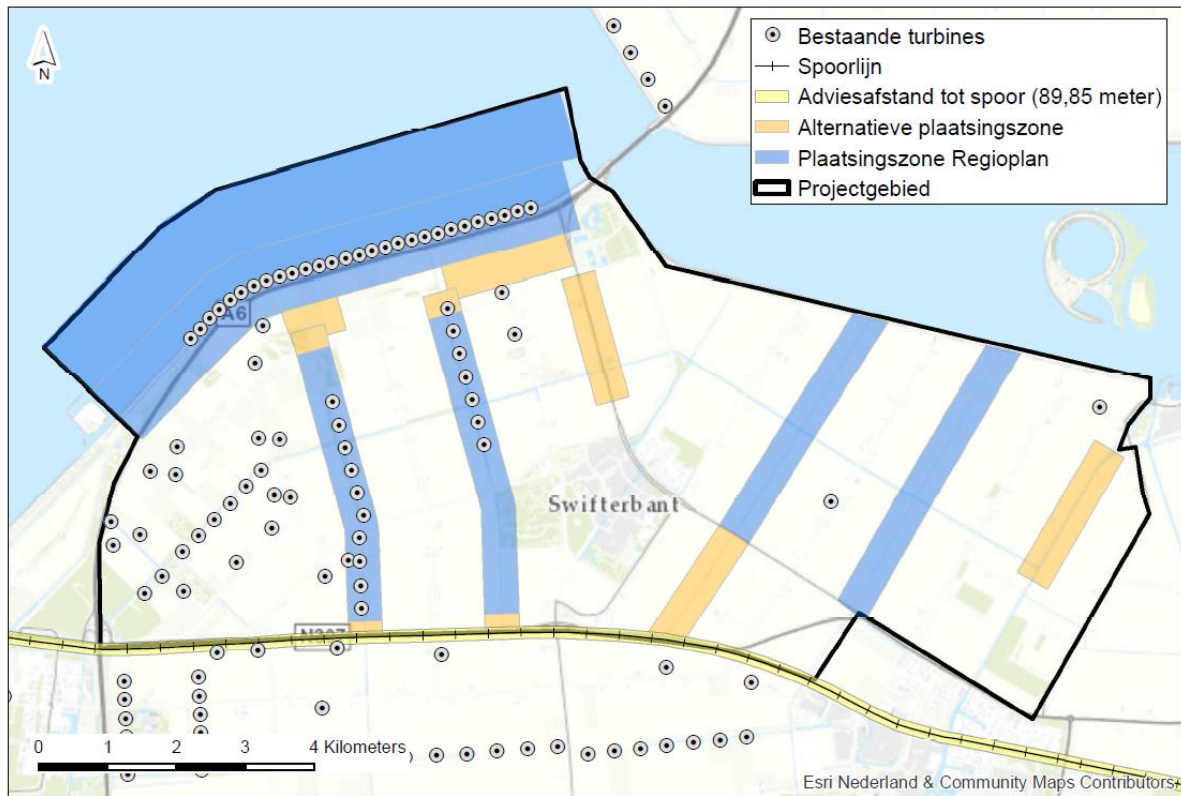 N
Bestaande turbines
Spoorlijn
Adviesafstand tot spoor (89,85 meter)
Alternatieve plaatsingszone
Plaatsingszone Regioplan
Projectgebied
A6
Swifterbant
N307
0 1 2 3 4 Kilometers
Esri Nederland & Community Maps Contributors